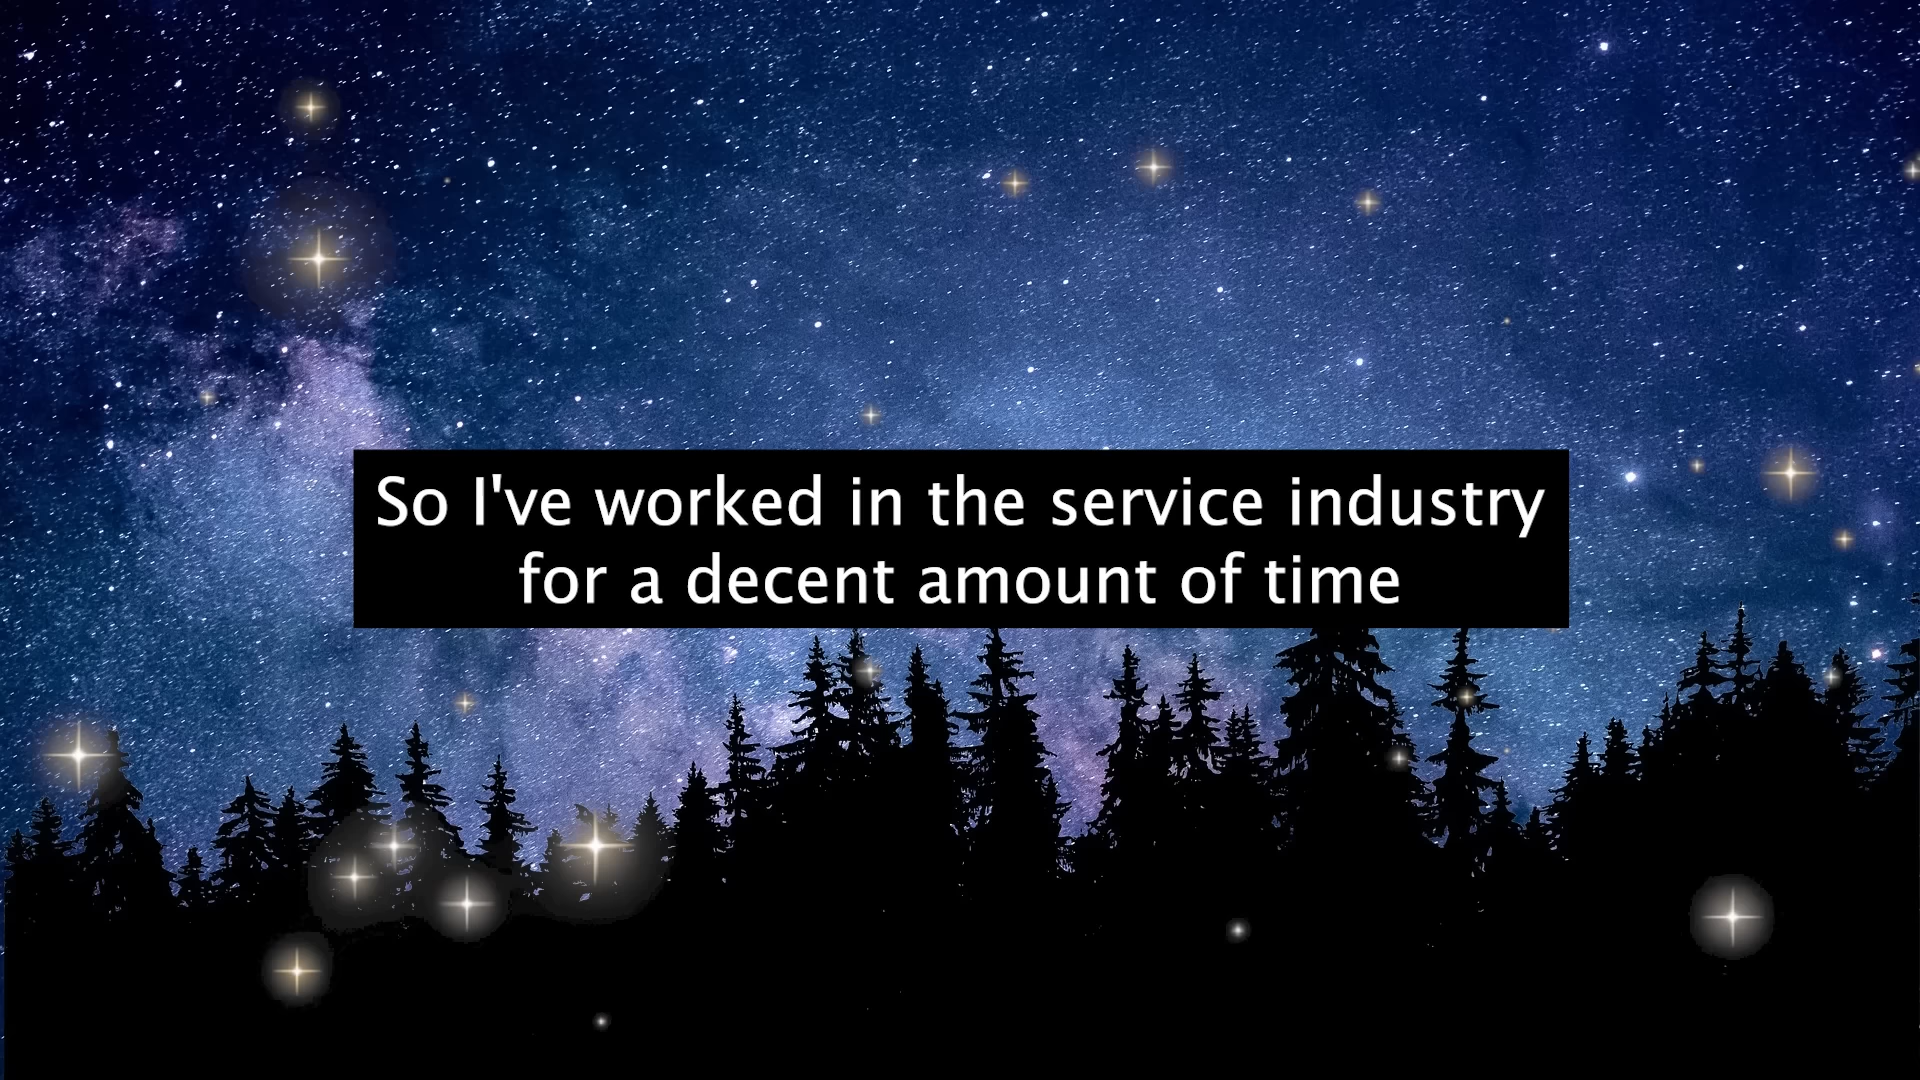 So I've worked in the service industry
for a decent amount of time